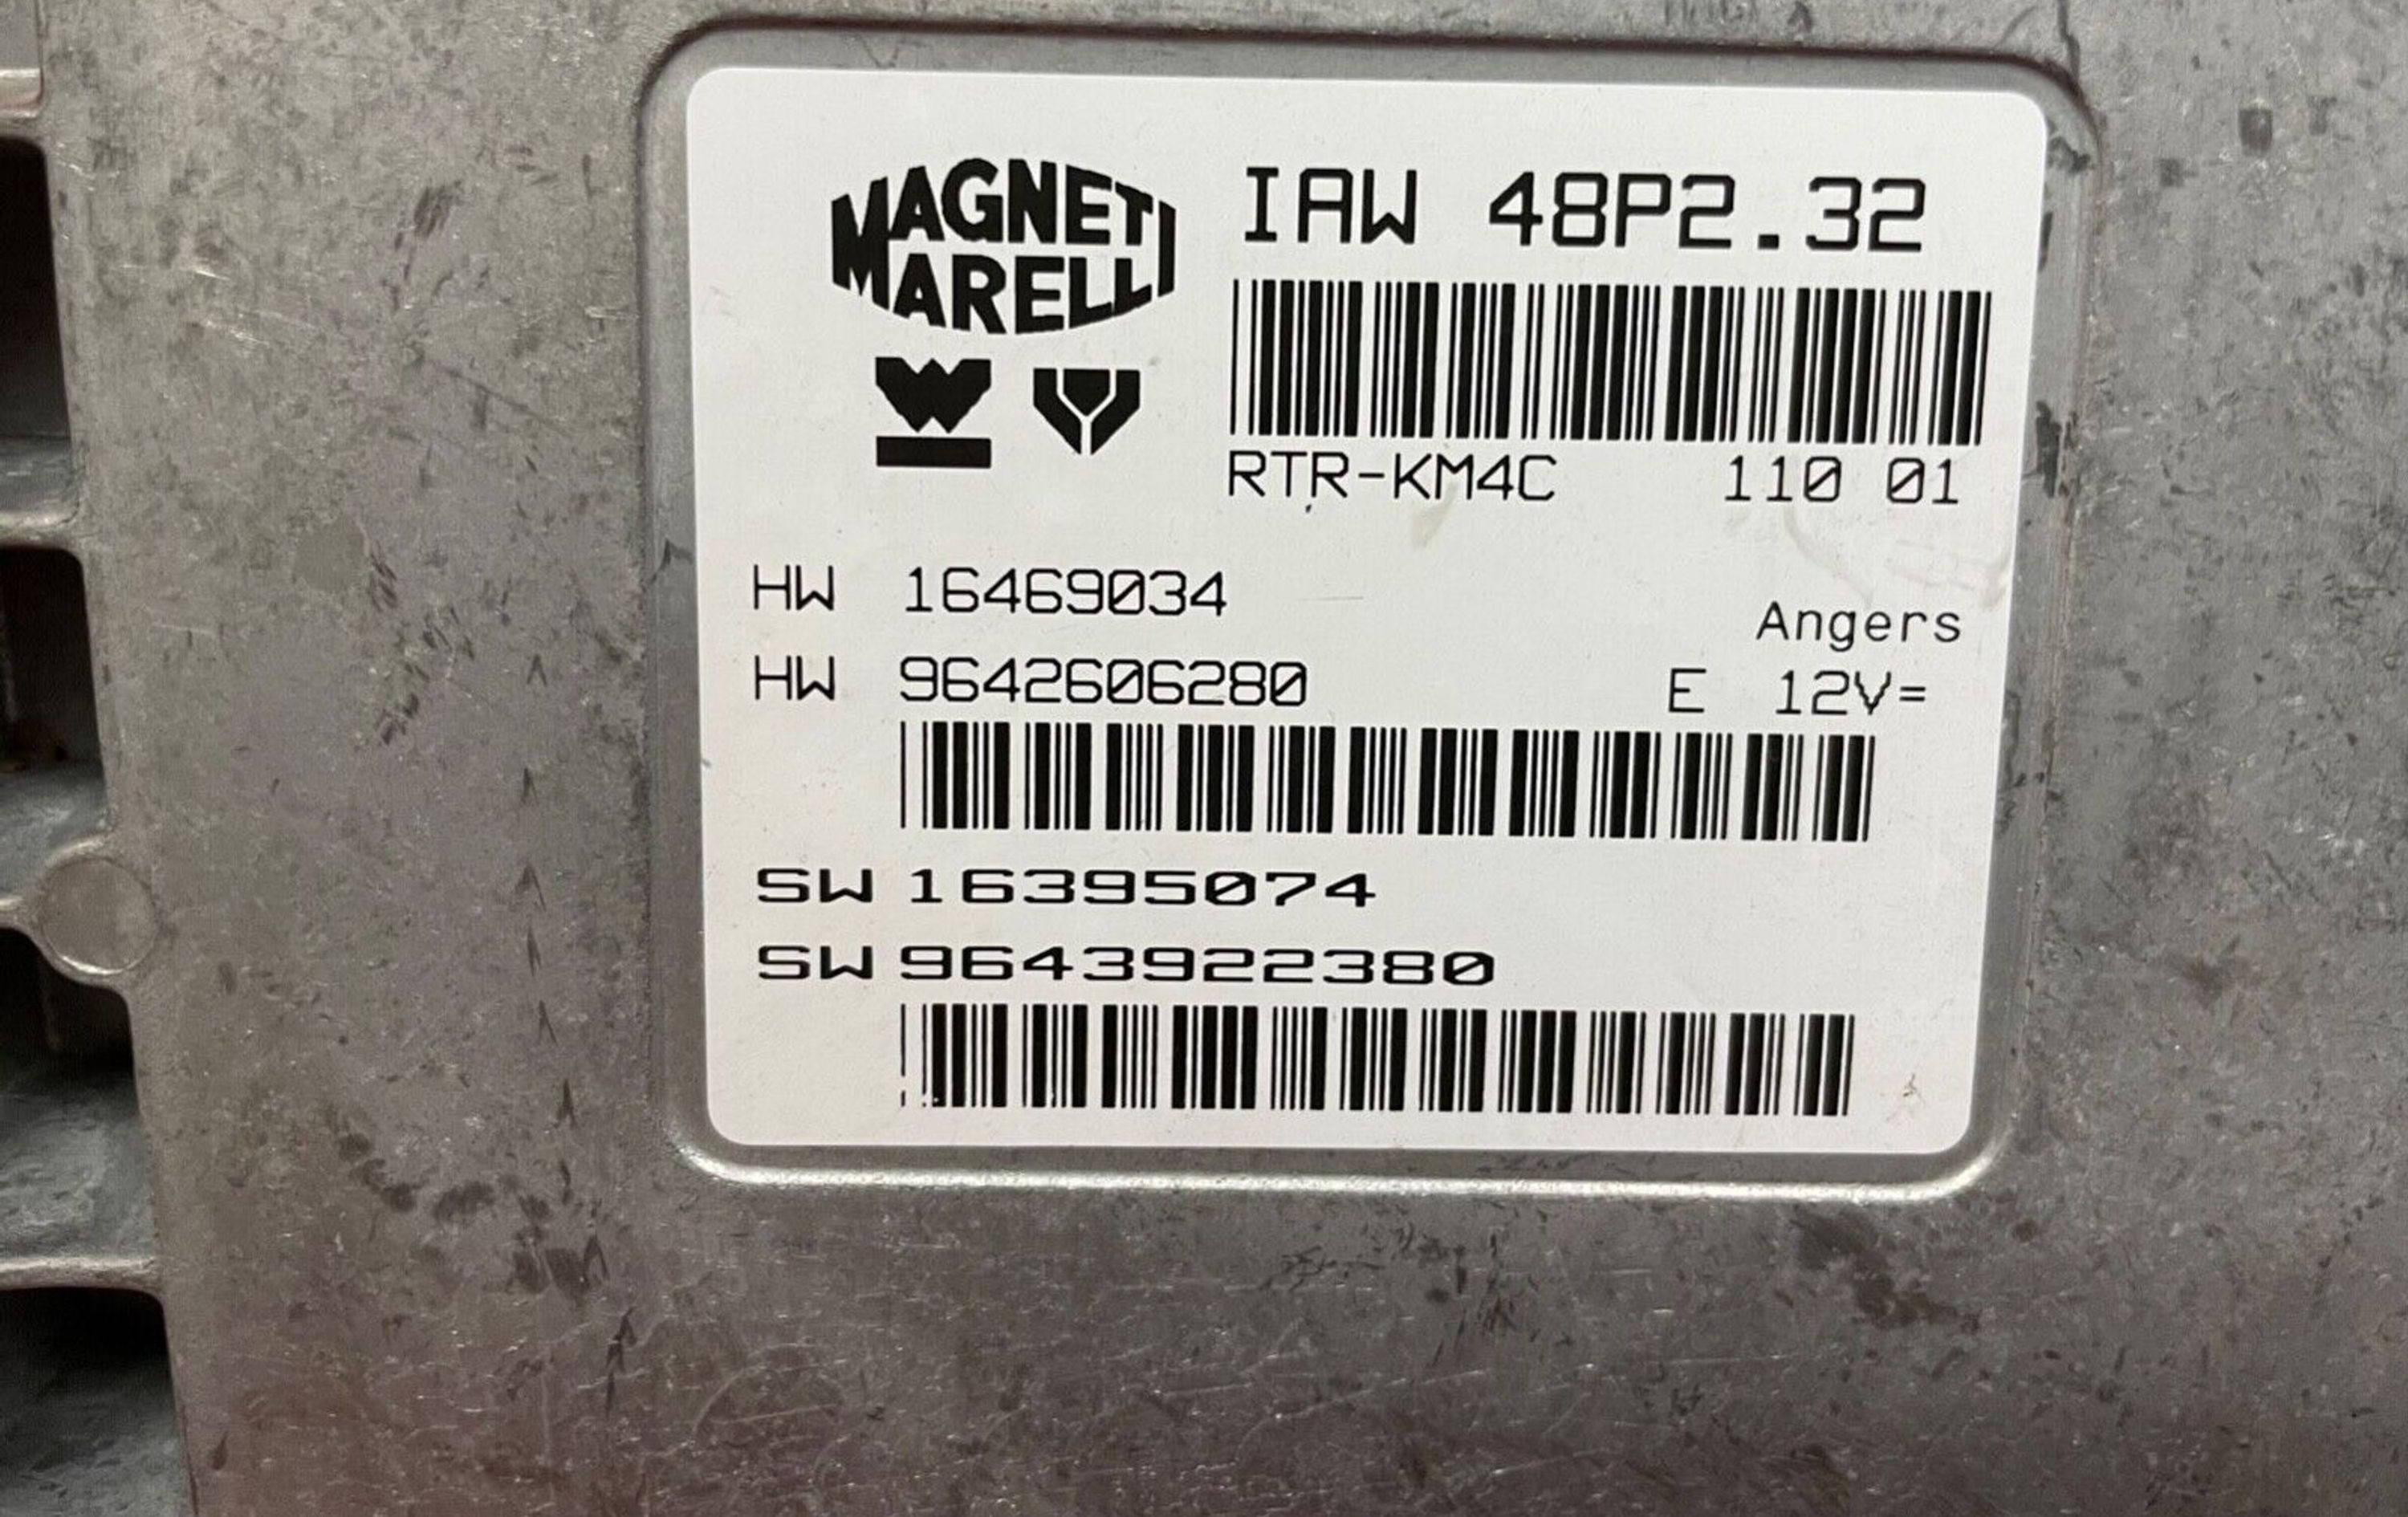 MAGNETI
MARELLI
IAW 48P2.32
RTR-KM4C 110 01
HW 16469034
Angers
HW 9642606280
E 12V=
SW 16395074
SW 9643922380